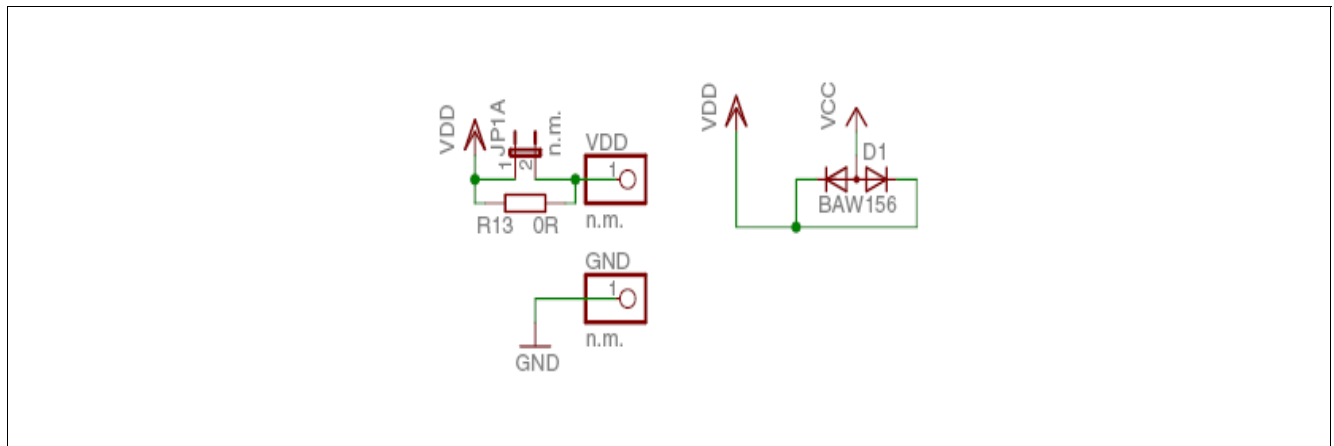 VDD
JP1A
1
2
n.m.
VDD
1
n.m.
R13 0R
GND
1
n.m.
GND
VDD
VCC
D1
BAW156